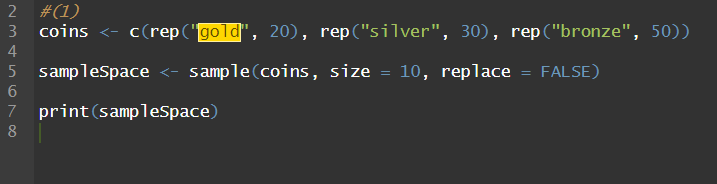 2 #(1)
3 coins <- c(rep("gold", 20), rep("silver", 30), rep("bronze", 50))
4
5 sampleSpace <- sample(coins, size = 10, replace = FALSE)
6
7 print(sampleSpace)
8